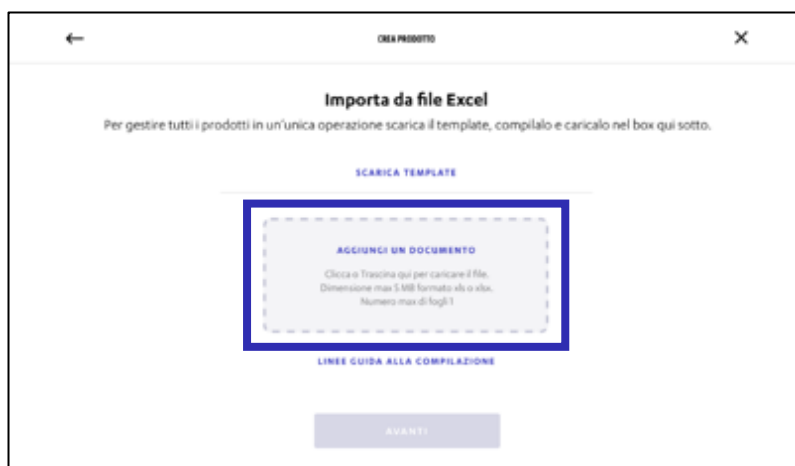 CREA PRODOTTO
Importa da file Excel
Per gestire tutti i prodotti in un'unica operazione scarica il template, compilalo e caricalo nel box qui sotto.
SCARICA TEMPLATE
AGGIUNGI UN DOCUMENTO
Clicca o Trascina qui per caricare il file.
Dimensione max 5 MB formato xls o xlsx.
Numero max di fogli 1
LINEE GUIDA ALLA COMPILAZIONE
AVANTI